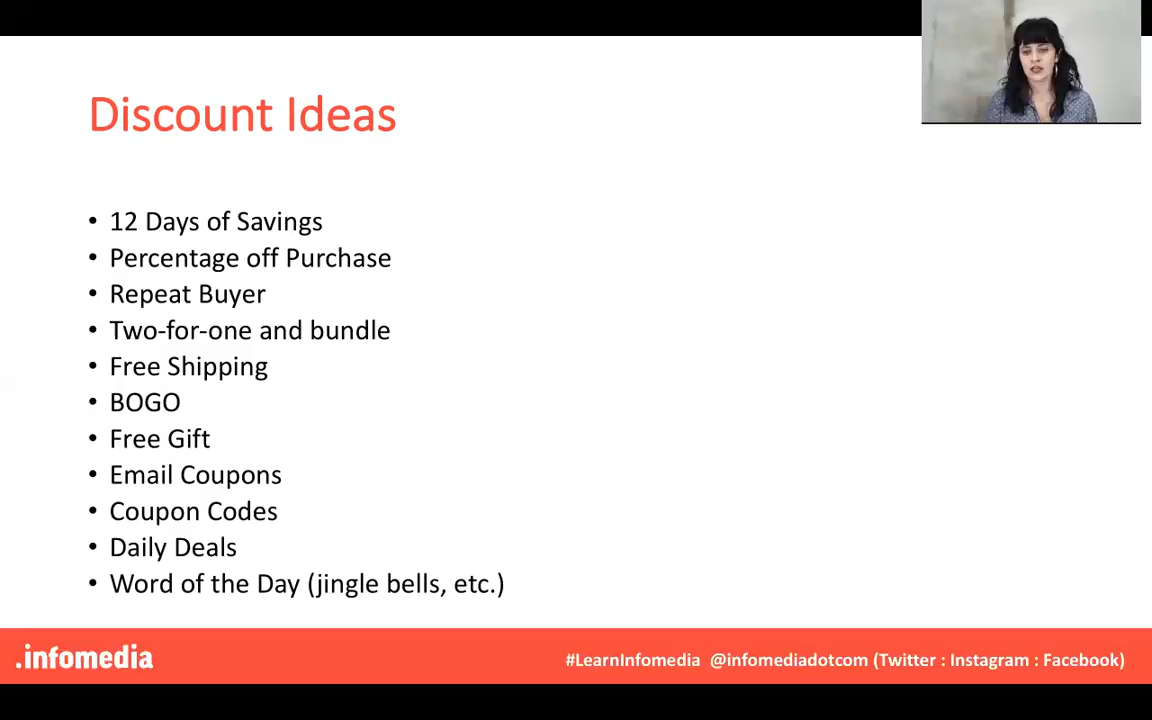 Discount Ideas
• 12 Days of Savings
• Percentage off Purchase
• Repeat Buyer
• Two-for-one and bundle
• Free Shipping
• BOGO
• Free Gift
• Email Coupons
• Coupon Codes
• Daily Deals
• Word of the Day (jingle bells, etc.)
.infomedia
#LearnInfomedia @infomediadotcom (Twitter : Instagram : Facebook)